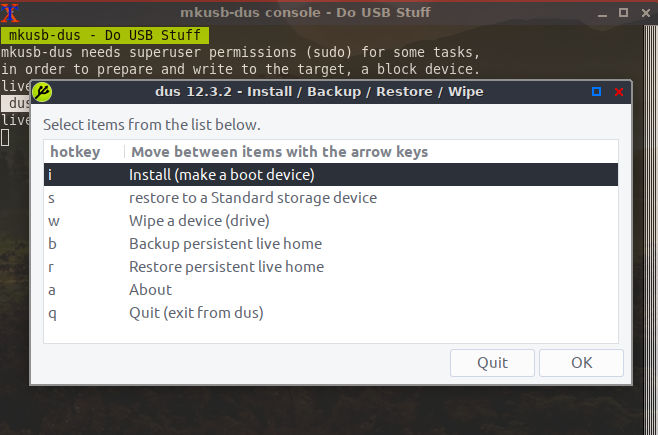 mkusb-dus console - Do USB Stuff
mkusb-dus - Do USB Stuff
mkusb-dus needs superuser permissions (sudo) for some tasks,
in order to prepare and write to the target, a block device.
live
dus
live
dus 12.3.2 - Install / Backup / Restore / Wipe
Select items from the list below.
hotkey Move between items with the arrow keys
i Install (make a boot device)
s restore to a Standard storage device
w Wipe a device (drive)
b Backup persistent live home
r Restore persistent live home
a About
q Quit (exit from dus)
Quit OK